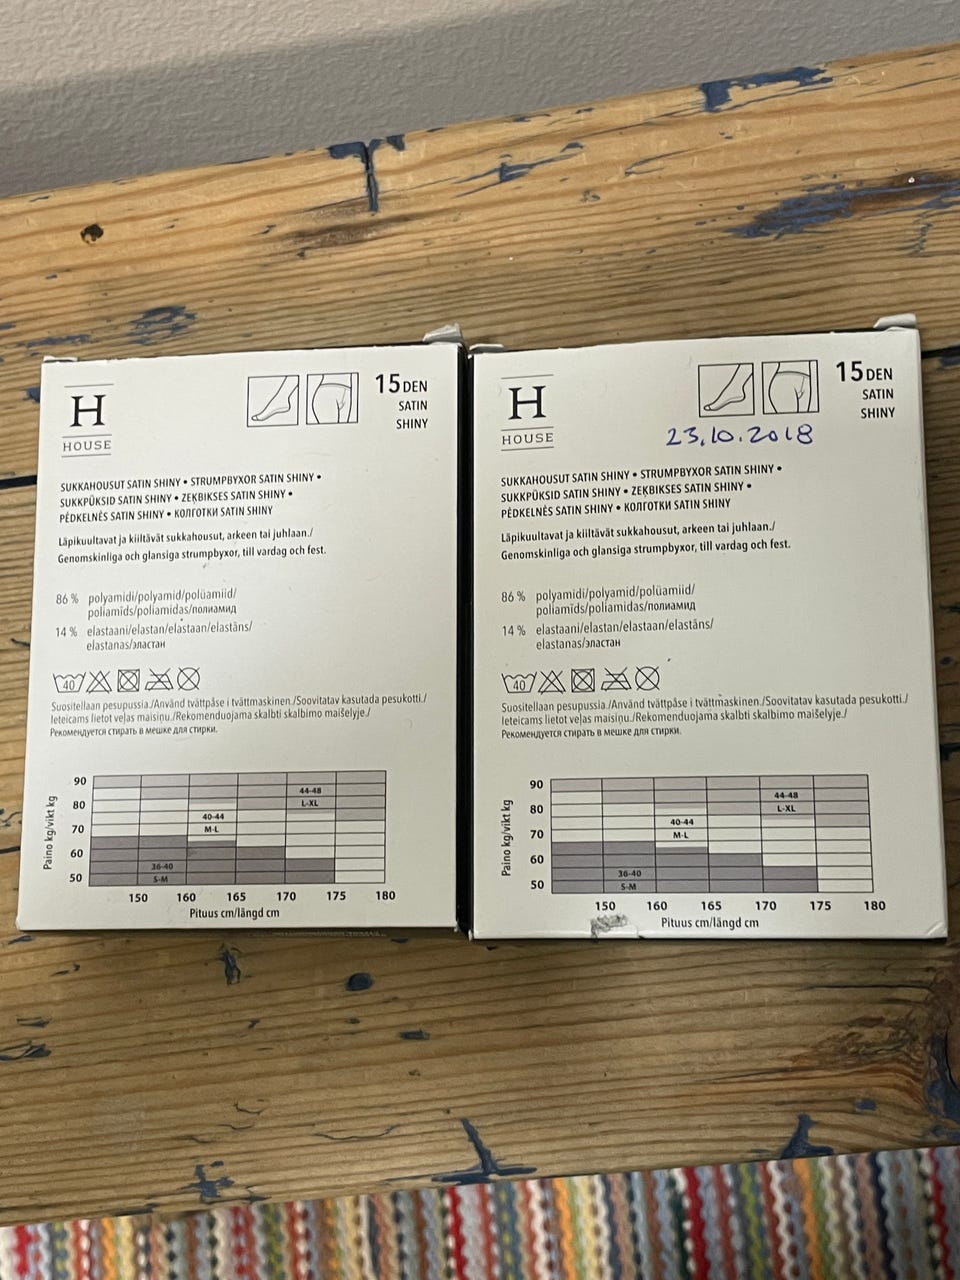 H
HOUSE
15 DEN
SATIN
SHINY
SUKKAHOUSUT SATIN SHINY • STRUMPBYXOR SATIN SHINY •
SUKKPÜKSID SATIN SHINY • ZEĶBIKSES SATIN SHINY •
PĖDKELNĖS SATIN SHINY • КОЛГОТКИ SATIN SHINY
Läpikuultavat ja kiiltävät sukkahousut, arkeen tai juhlaan./
Genomskinliga och glansiga strumpbyxor, till vardag och fest.
86 % polyamidi/polyamid/polüamiid/
poliamīds/poliamidas/полиамид
14 % elastaani/elastan/elastaan/elastāns/
elastanas/эластан
40
Suositellaan pesupussia./Använd tvättpåse i tvättmaskinen./Soovitatav kasutada pesukotti./
Ieteicams lietot veļas maisiņu./Rekomenduojama skalbti skalbimo maišelyje./
Рекомендуется стирать в мешке для стирки.
Paino kg/vikt kg
90
80
70
60
50
44-48
L-XL
40-44
M-L
36-40
S-M
150 160 165 170 175 180
Pituus cm/längd cm
H
HOUSE
15 DEN
SATIN
SHINY
23.10.2018
SUKKAHOUSUT SATIN SHINY • STRUMPBYXOR SATIN SHINY •
SUKKPÜKSID SATIN SHINY • ZEĶBIKSES SATIN SHINY •
PĖDKELNĖS SATIN SHINY • КОЛГОТКИ SATIN SHINY
Läpikuultavat ja kiiltävät sukkahousut, arkeen tai juhlaan./
Genomskinliga och glansiga strumpbyxor, till vardag och fest.
86 % polyamidi/polyamid/polüamiid/
poliamīds/poliamidas/полиамид
14 % elastaani/elastan/elastaan/elastāns/
elastanas/эластан
40
Suositellaan pesupussia./Använd tvättpåse i tvättmaskinen./Soovitatav kasutada pesukotti./
Ieteicams lietot veļas maisiņu./Rekomenduojama skalbti skalbimo maišelyje./
Рекомендуется стирать в мешке для стирки.
Paino kg/vikt kg
90
80
70
60
50
44-48
L-XL
40-44
M-L
36-40
S-M
150 160 165 170 175 180
Pituus cm/längd cm